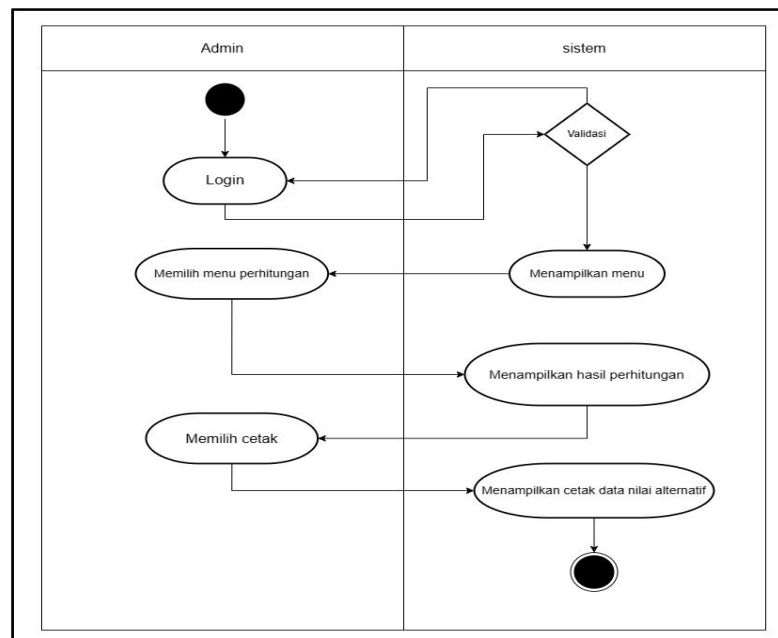 Admin
sistem
Validasi
Login
Memilih menu perhitungan
Menampilkan menu
Menampilkan hasil perhitungan
Memilih cetak
Menampilkan cetak data nilai alternatif